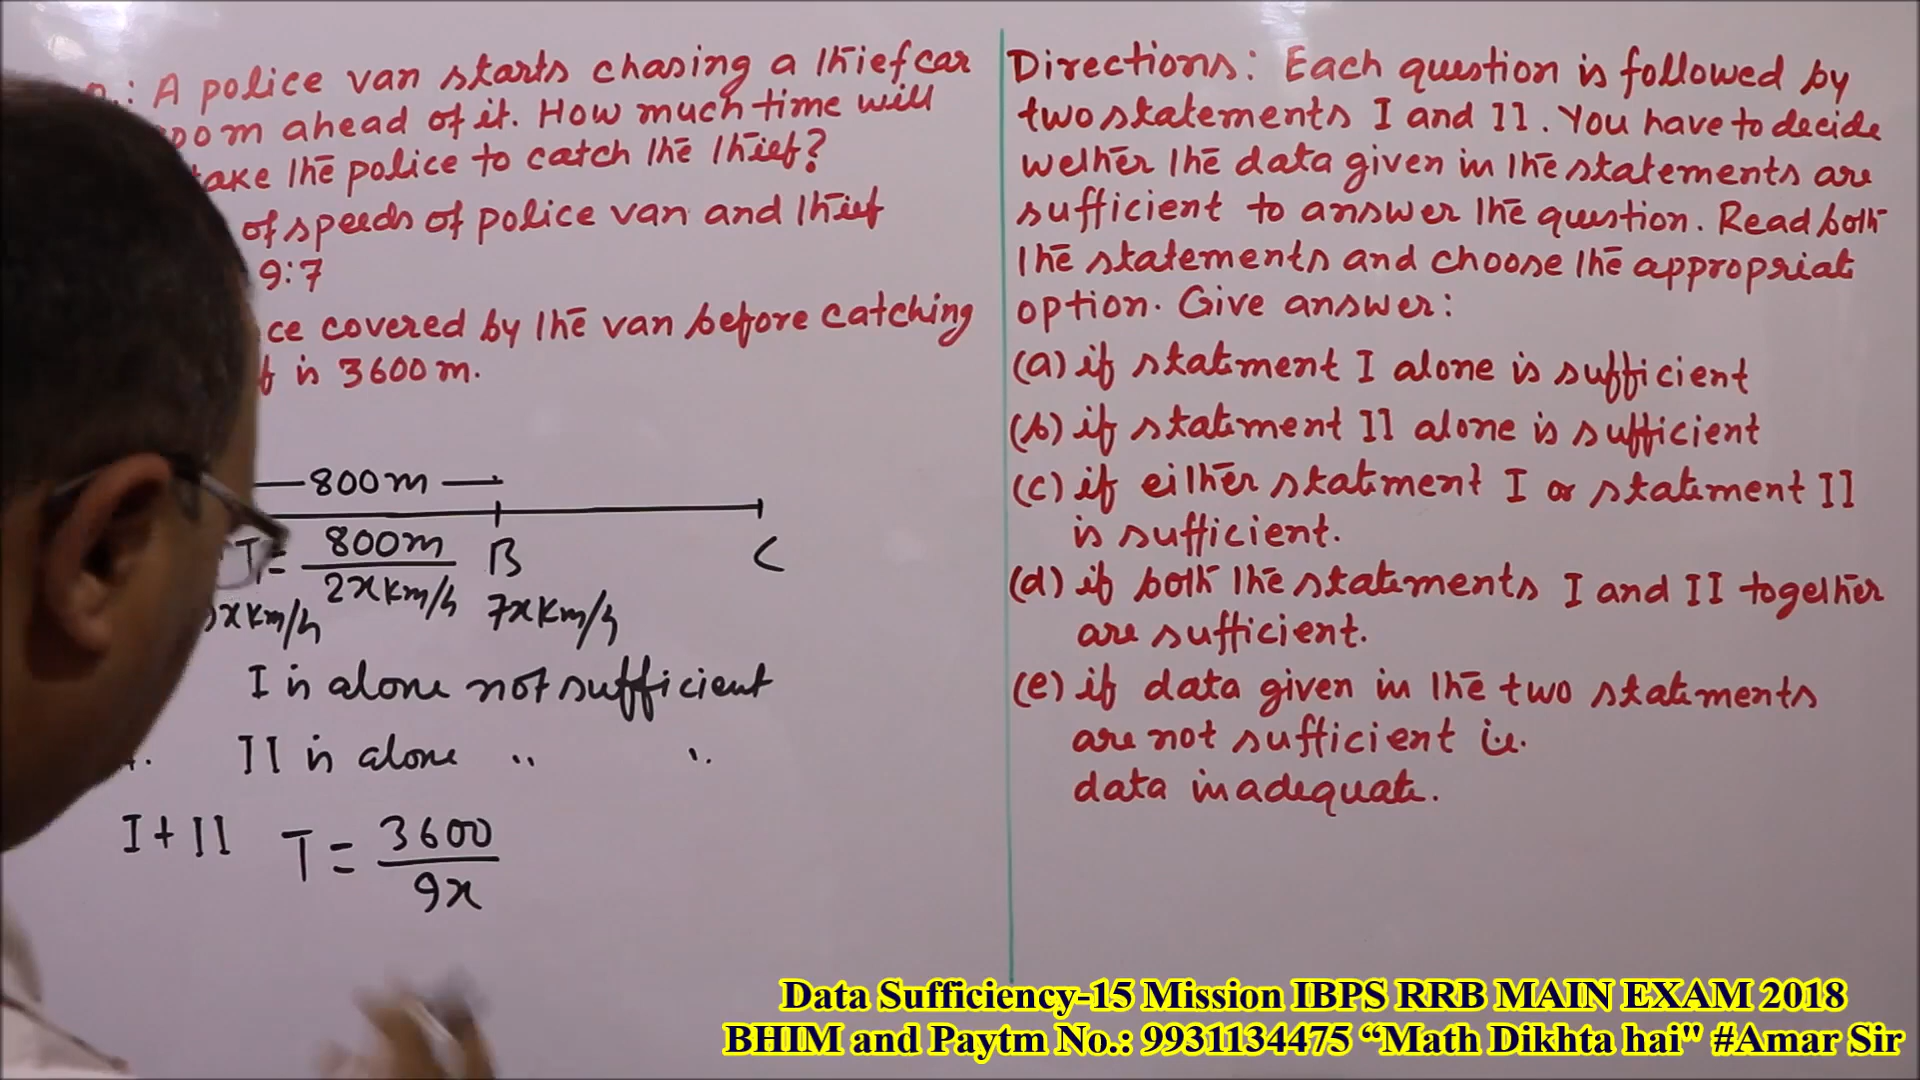 : A police van starts chasing a thief car
00m ahead of it. How much time will
take the police to catch the thief?
of speeds of police van and thief
9:7
ce covered by the van before catching
f is 3600m.
800m
T= 800m / 2x km/h B C
x km/h 7x km/h
I is alone not sufficient
II is alone ,, ,,
I + II T = 3600 / 9x
Directions: Each question is followed by
two statements I and II. You have to decide
wether the data given in the statements are
sufficient to answer the question. Read both
the statements and choose the appropriat
option. Give answer:
(a) if statment I alone is sufficient
(b) if statment II alone is sufficient
(c) if either statment I or statement II
is sufficient.
(d) if both the statements I and II together
are sufficient.
(e) if data given in the two statments
are not sufficient i.e.
data inadequate.
Data Sufficiency-15 Mission IBPS RRB MAIN EXAM 2018
BHIM and Paytm No.: 9931134475 “Math Dikhta hai" #Amar Sir